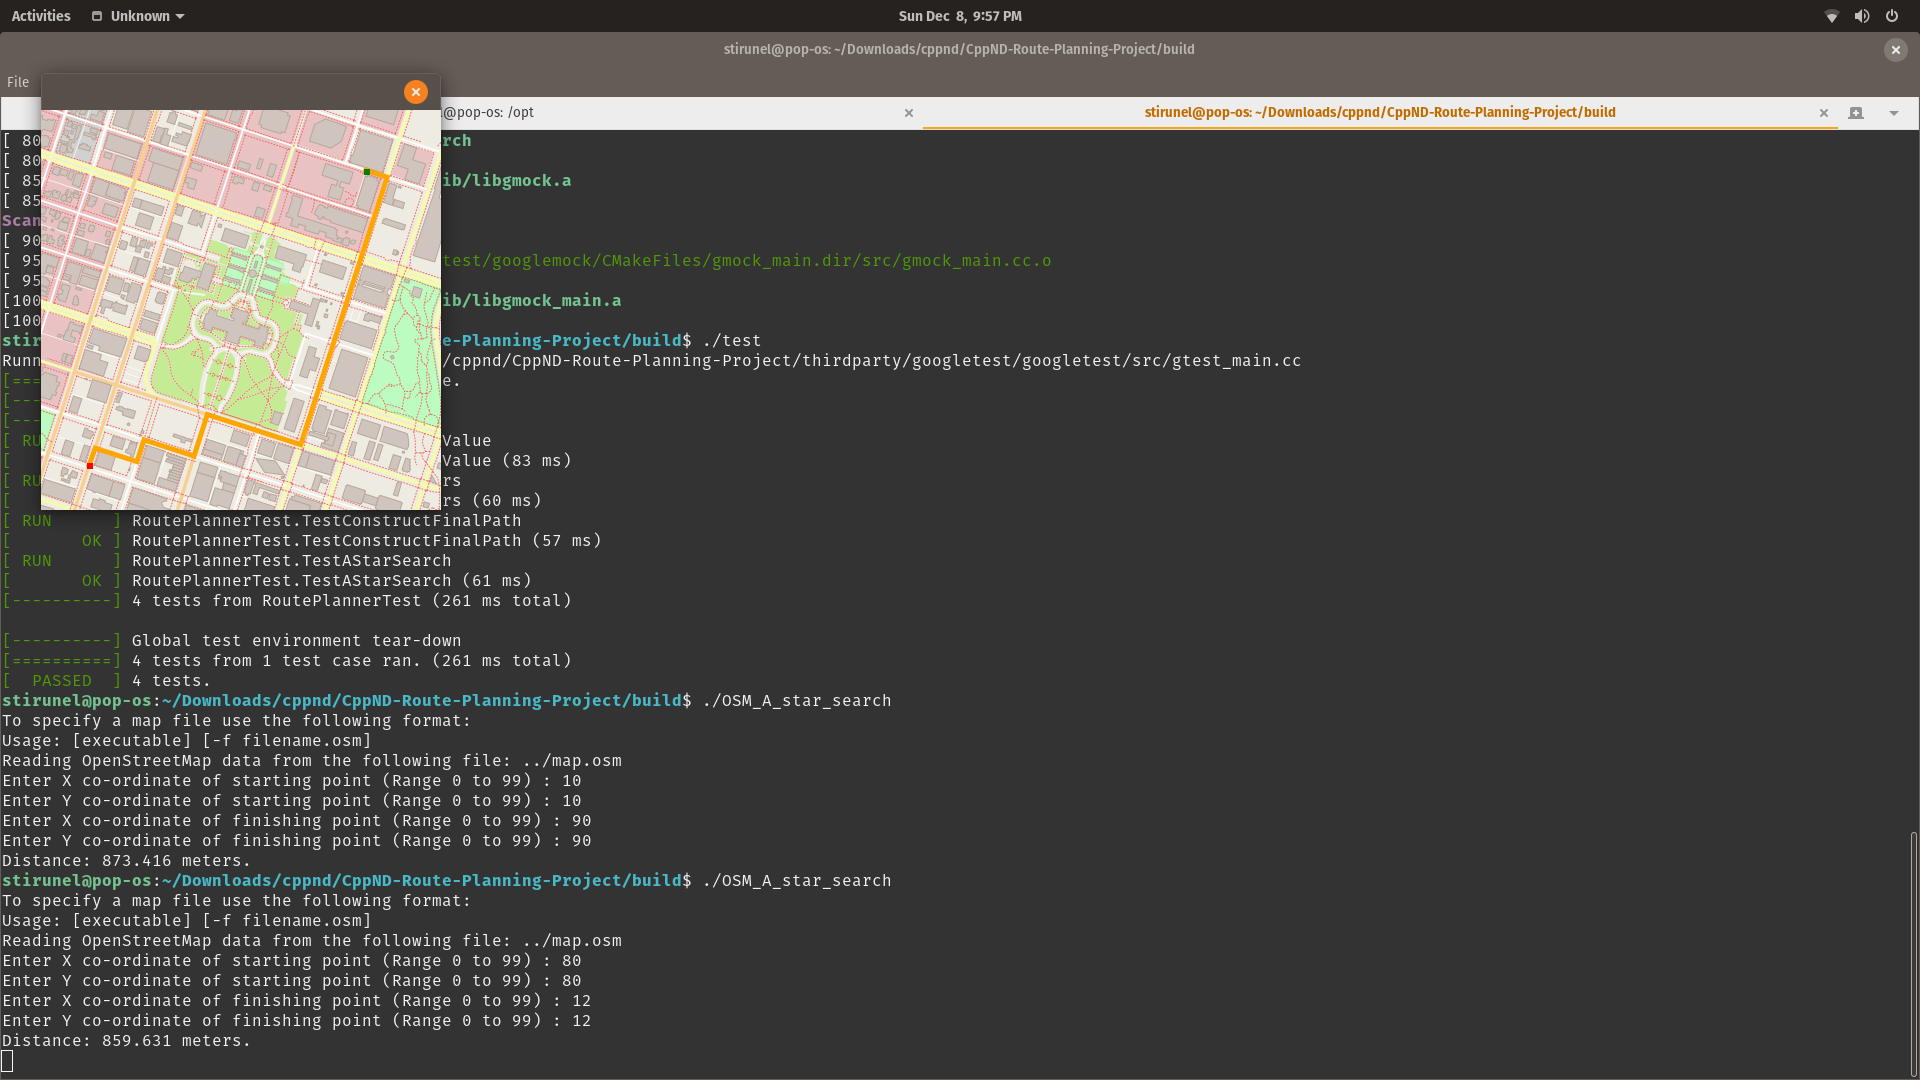 Activities Unknown Sun Dec 8, 9:57 PM
stirunel@pop-os: ~/Downloads/cppnd/CppND-Route-Planning-Project/build
File
@pop-os: /opt stirunel@pop-os: ~/Downloads/cppnd/CppND-Route-Planning-Project/build
[ 80 rch
[ 80
[ 85 ib/libgmock.a
[ 85
Scan
[ 90
[ 95 test/googlemock/CMakeFiles/gmock_main.dir/src/gmock_main.cc.o
[ 95
[100 ib/libgmock_main.a
[100
stir e-Planning-Project/build$ ./test
Runn /cppnd/CppND-Route-Planning-Project/thirdparty/googletest/googletest/src/gtest_main.cc
[=== e.
[---
[---
[ RU Value
[ Value (83 ms)
[ RU rs
[ rs (60 ms)
[ RUN      ] RoutePlannerTest.TestConstructFinalPath
[       OK ] RoutePlannerTest.TestConstructFinalPath (57 ms)
[ RUN      ] RoutePlannerTest.TestAStarSearch
[       OK ] RoutePlannerTest.TestAStarSearch (61 ms)
[----------] 4 tests from RoutePlannerTest (261 ms total)
[----------] Global test environment tear-down
[==========] 4 tests from 1 test case ran. (261 ms total)
[  PASSED  ] 4 tests.
stirunel@pop-os:~/Downloads/cppnd/CppND-Route-Planning-Project/build$ ./OSM_A_star_search
To specify a map file use the following format:
Usage: [executable] [-f filename.osm]
Reading OpenStreetMap data from the following file: ../map.osm
Enter X co-ordinate of starting point (Range 0 to 99) : 10
Enter Y co-ordinate of starting point (Range 0 to 99) : 10
Enter X co-ordinate of finishing point (Range 0 to 99) : 90
Enter Y co-ordinate of finishing point (Range 0 to 99) : 90
Distance: 873.416 meters.
stirunel@pop-os:~/Downloads/cppnd/CppND-Route-Planning-Project/build$ ./OSM_A_star_search
To specify a map file use the following format:
Usage: [executable] [-f filename.osm]
Reading OpenStreetMap data from the following file: ../map.osm
Enter X co-ordinate of starting point (Range 0 to 99) : 80
Enter Y co-ordinate of starting point (Range 0 to 99) : 80
Enter X co-ordinate of finishing point (Range 0 to 99) : 12
Enter Y co-ordinate of finishing point (Range 0 to 99) : 12
Distance: 859.631 meters.